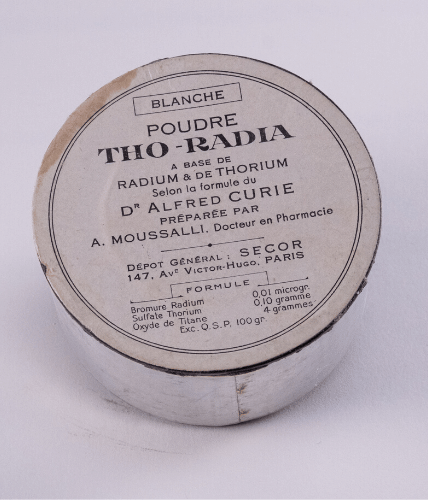 BLANCHE
POUDRE
THO-RADIA
A BASE DE
RADIUM & DE THORIUM
Selon la formule du
DR ALFRED CURIE
PRÉPARÉE PAR
A. MOUSSALLI, Docteur en Pharmacie
DÉPOT GÉNÉRAL : SECOR
147, AVE VICTOR-HUGO, PARIS
FORMULE
Bromure Radium 0,01 microgr.
Sulfate Thorium 0,10 gramme
Oxyde de Titane 4 grammes
Exc. Q.S.P. 100 gr.